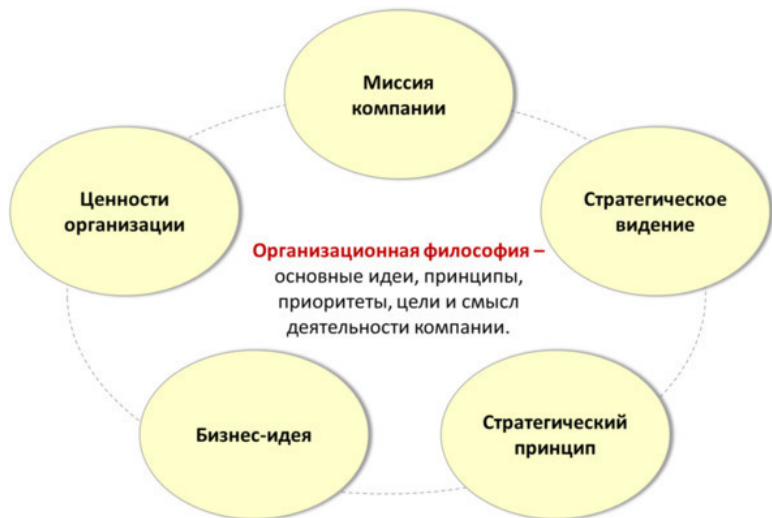 Миссия
компании
Ценности
организации
Стратегическое
видение
Организационная философия –
основные идеи, принципы,
приоритеты, цели и смысл
деятельности компании.
Бизнес-идея
Стратегический
принцип